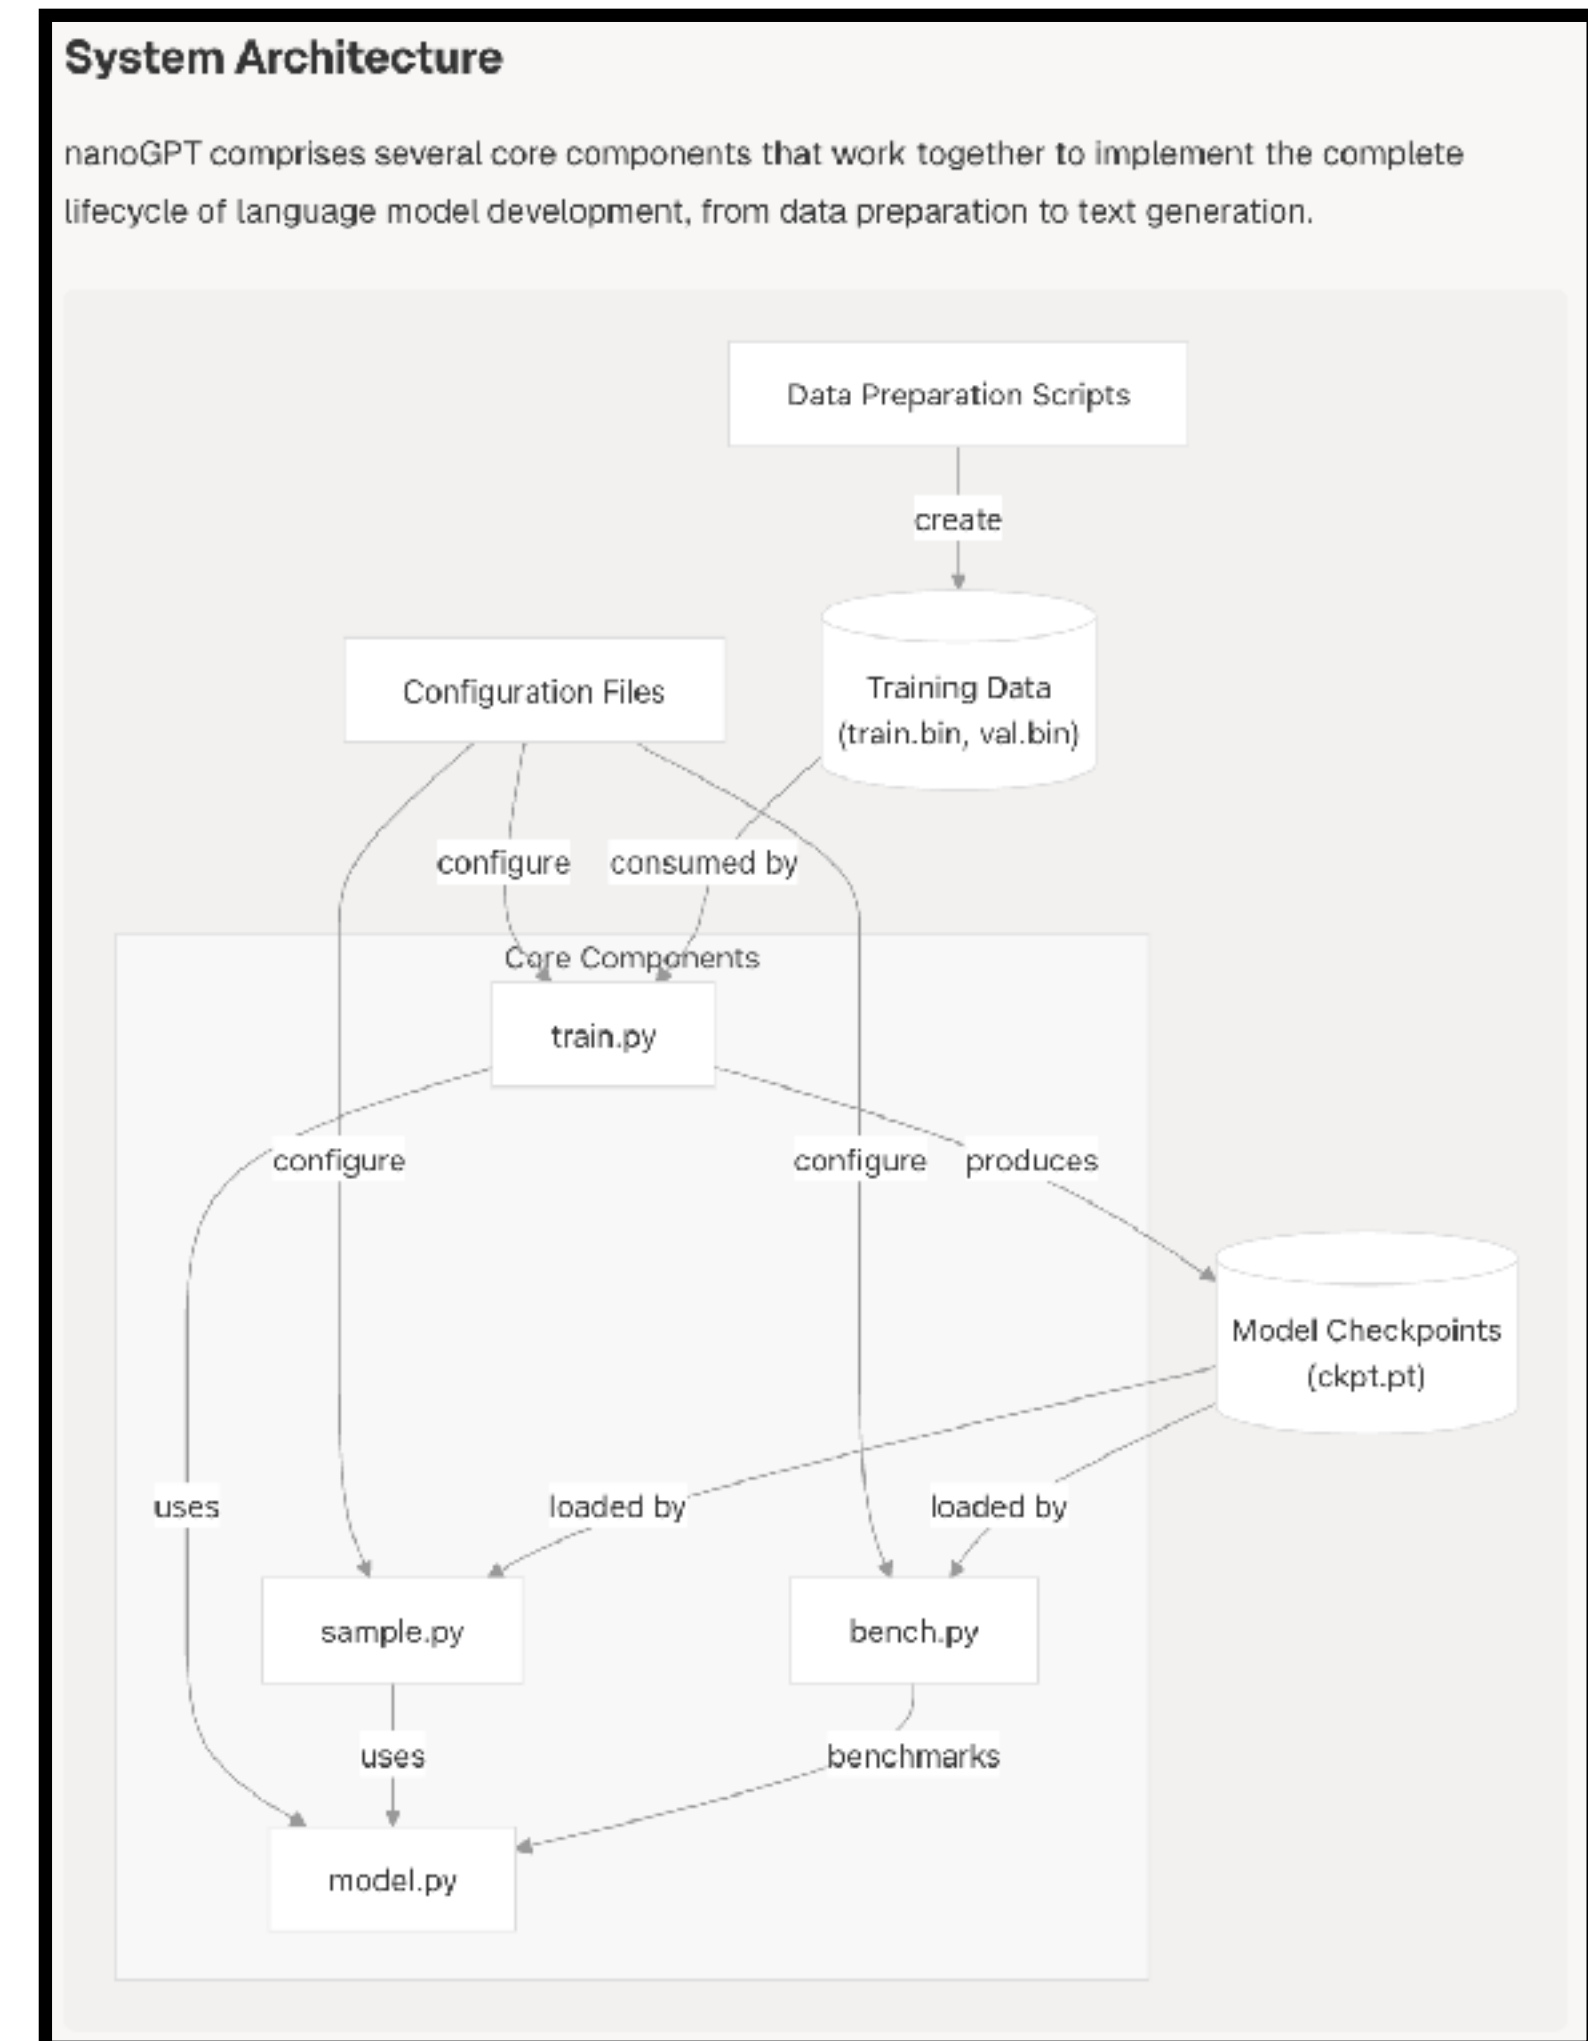 System Architecture
nanoGPT comprises several core components that work together to implement the complete
lifecycle of language model development, from data preparation to text generation.
Data Preparation Scripts
create
Configuration Files
Training Data
(train.bin, val.bin)
configure
consumed by
Core Components
train.py
configure
configure
produces
Model Checkpoints
(ckpt.pt)
uses
loaded by
loaded by
sample.py
bench.py
uses
benchmarks
model.py